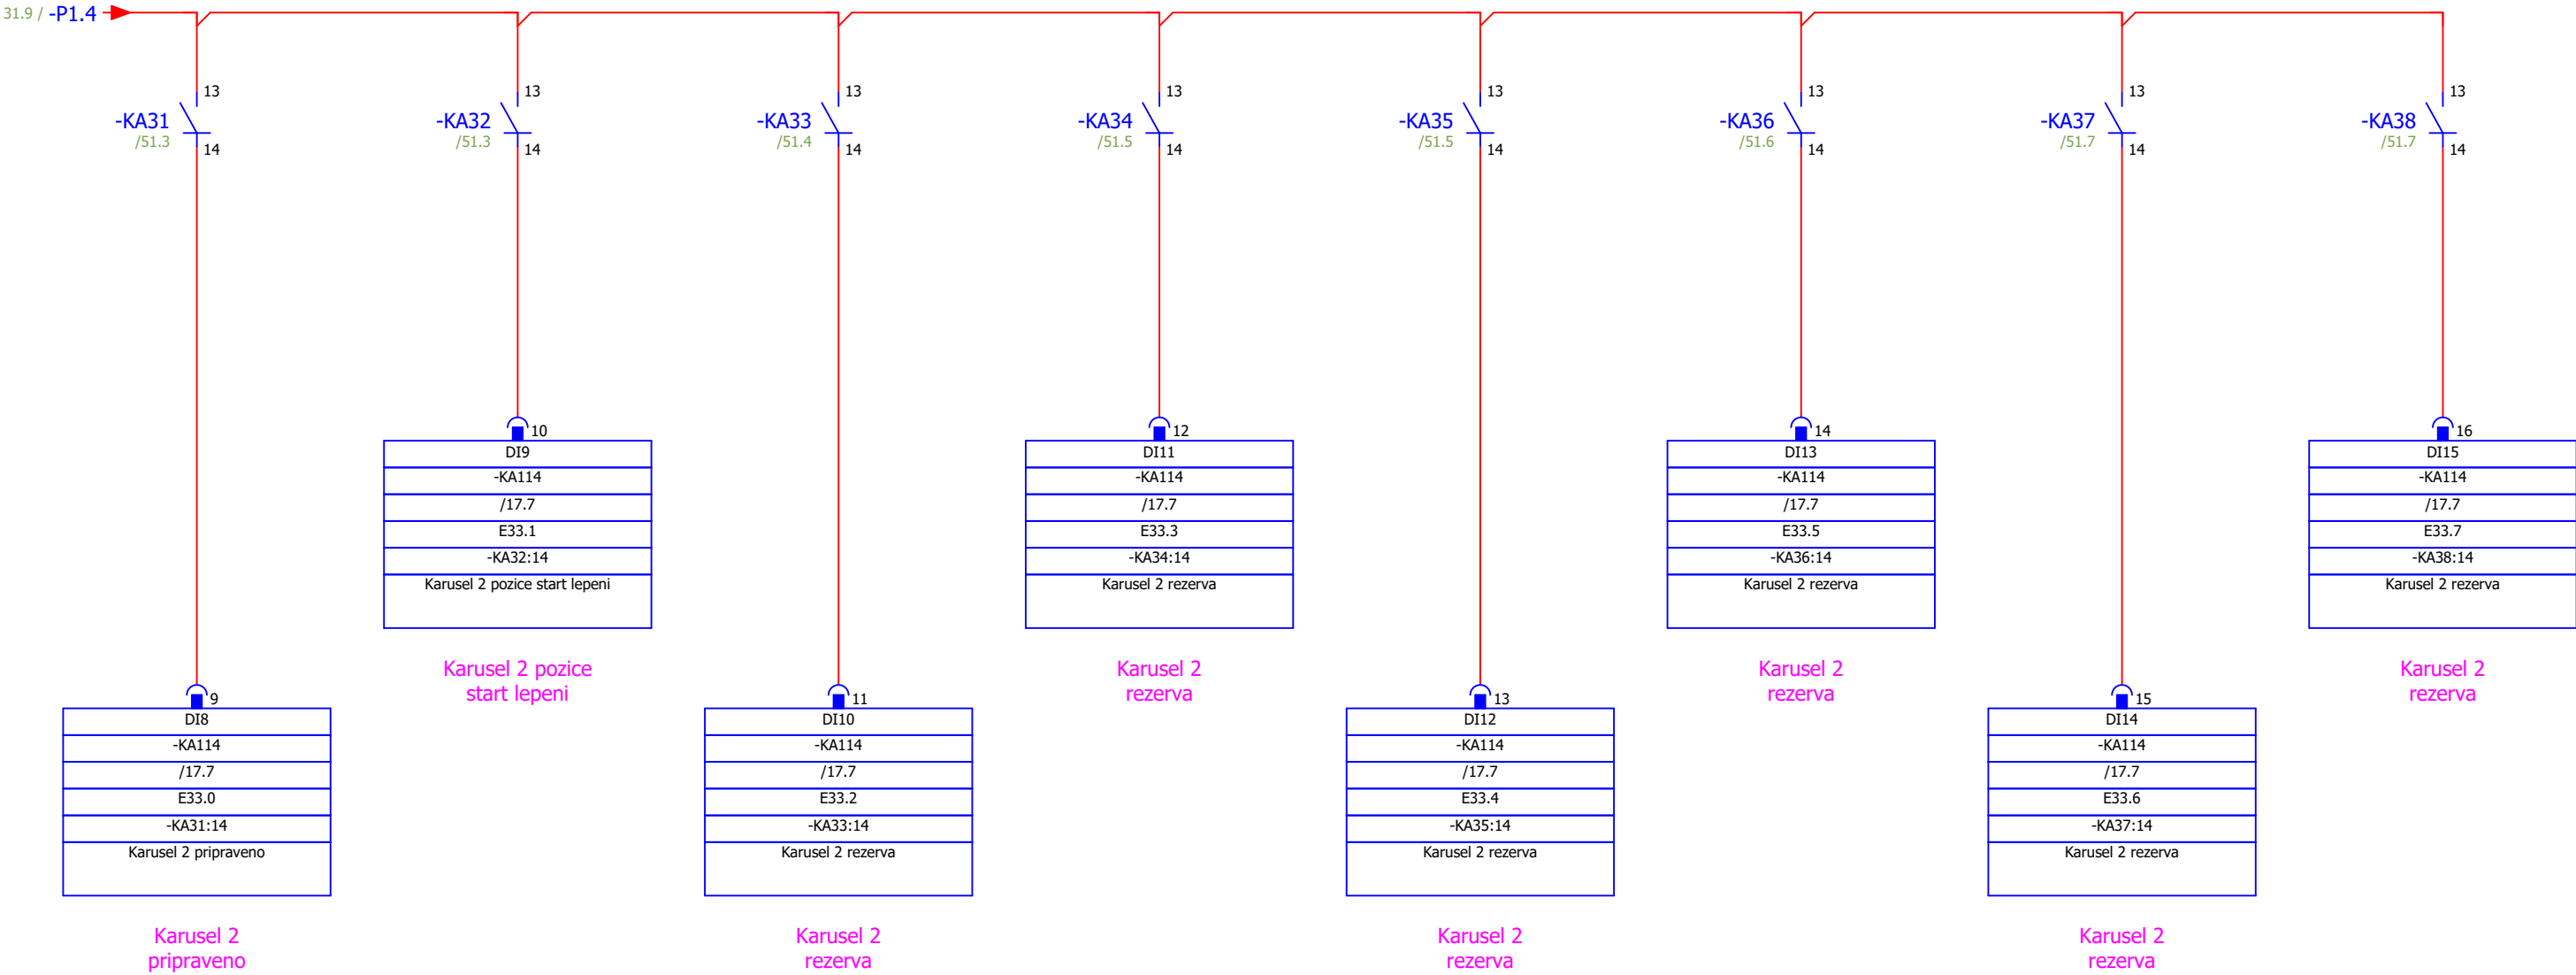 31.9 / -P1.4
13
-KA31
/51.3
14
13
-KA32
/51.3
14
13
-KA33
/51.4
14
13
-KA34
/51.5
14
13
-KA35
/51.5
14
13
-KA36
/51.6
14
13
-KA37
/51.7
14
13
-KA38
/51.7
14
10
DI9
-KA114
/17.7
E33.1
-KA32:14
Karusel 2 pozice start lepeni
Karusel 2 pozice
start lepeni
12
DI11
-KA114
/17.7
E33.3
-KA34:14
Karusel 2 rezerva
Karusel 2
rezerva
14
DI13
-KA114
/17.7
E33.5
-KA36:14
Karusel 2 rezerva
Karusel 2
rezerva
16
DI15
-KA114
/17.7
E33.7
-KA38:14
Karusel 2 rezerva
Karusel 2
rezerva
9
DI8
-KA114
/17.7
E33.0
-KA31:14
Karusel 2 pripraveno
Karusel 2
pripraveno
11
DI10
-KA114
/17.7
E33.2
-KA33:14
Karusel 2 rezerva
Karusel 2
rezerva
13
DI12
-KA114
/17.7
E33.4
-KA35:14
Karusel 2 rezerva
Karusel 2
rezerva
15
DI14
-KA114
/17.7
E33.6
-KA37:14
Karusel 2 rezerva
Karusel 2
rezerva